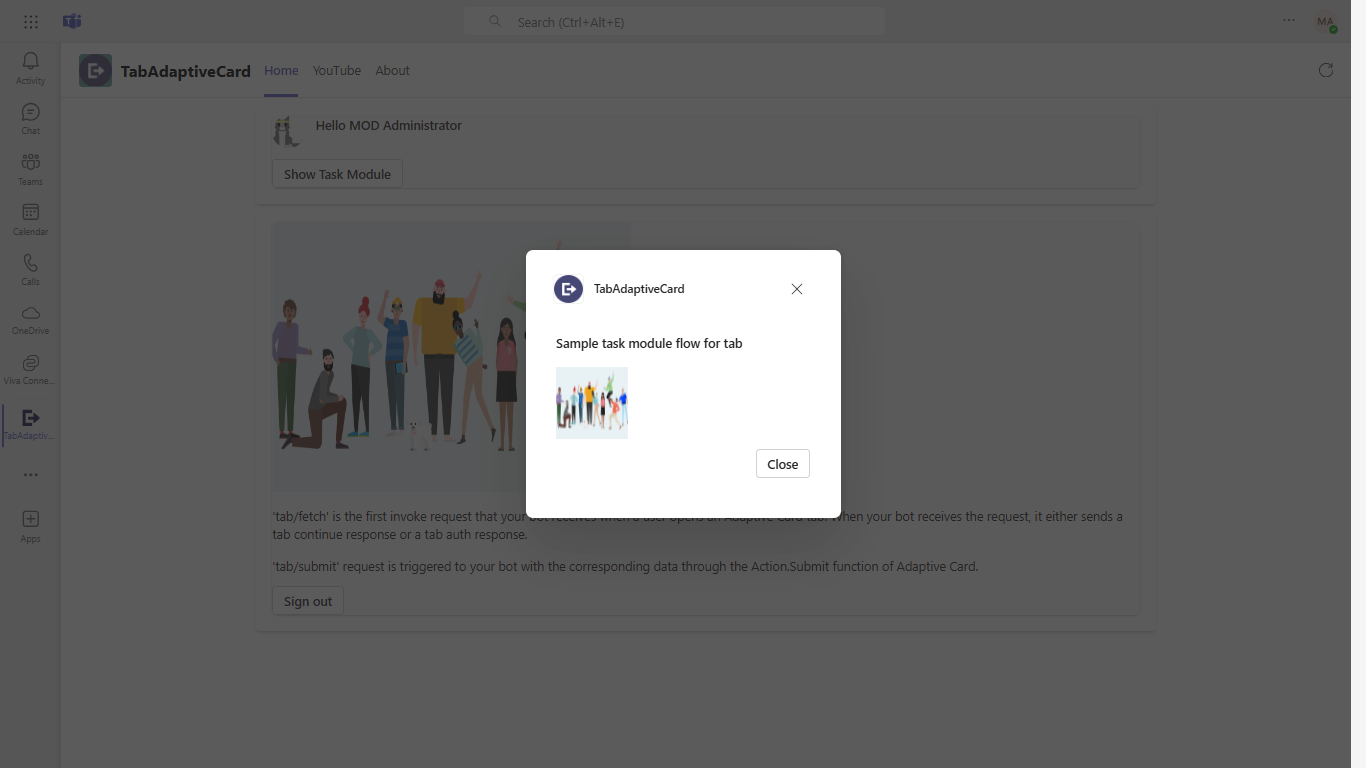 Search (Ctrl+Alt+E)
MA
Activity
Chat
Teams
Calendar
Calls
OneDrive
Viva Conne...
TabAdaptiv...
Apps
TabAdaptiveCard
Home
YouTube
About
Hello MOD Administrator
Show Task Module
TabAdaptiveCard
Sample task module flow for tab
Close
'tab/fetch' is the first invoke request that your bot receives when a user opens an Adaptive Card tab. When your bot receives the request, it either sends a
tab continue response or a tab auth response.
'tab/submit' request is triggered to your bot with the corresponding data through the Action.Submit function of Adaptive Card.
Sign out